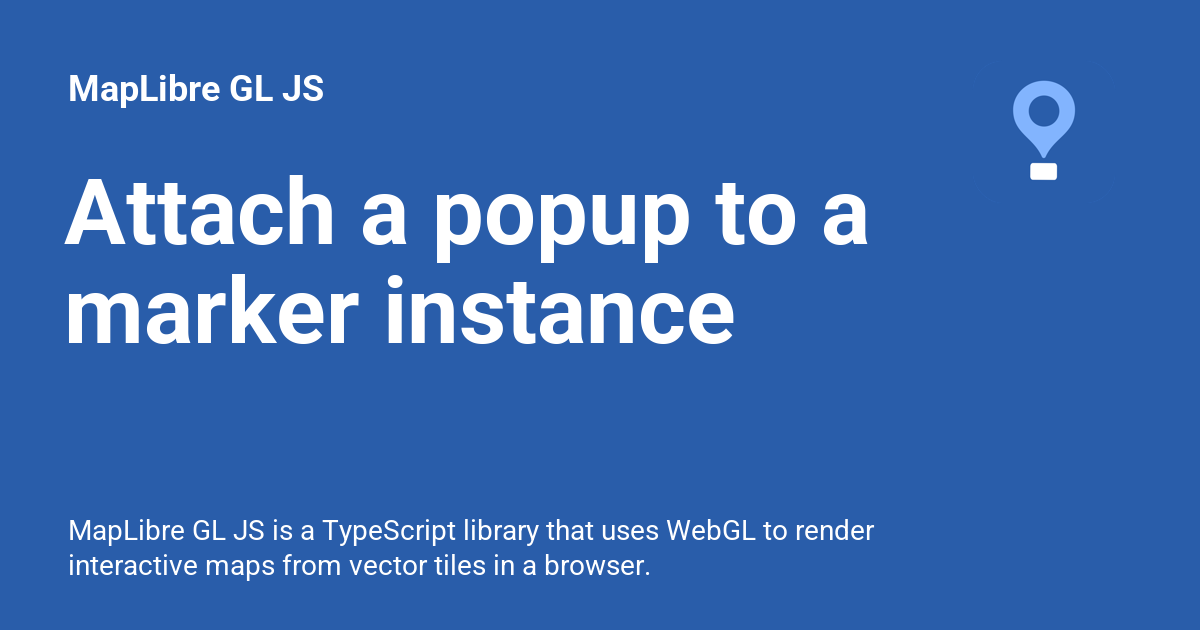 MapLibre GL JS
Attach a popup to a
marker instance
MapLibre GL JS is a TypeScript library that uses WebGL to render
interactive maps from vector tiles in a browser.